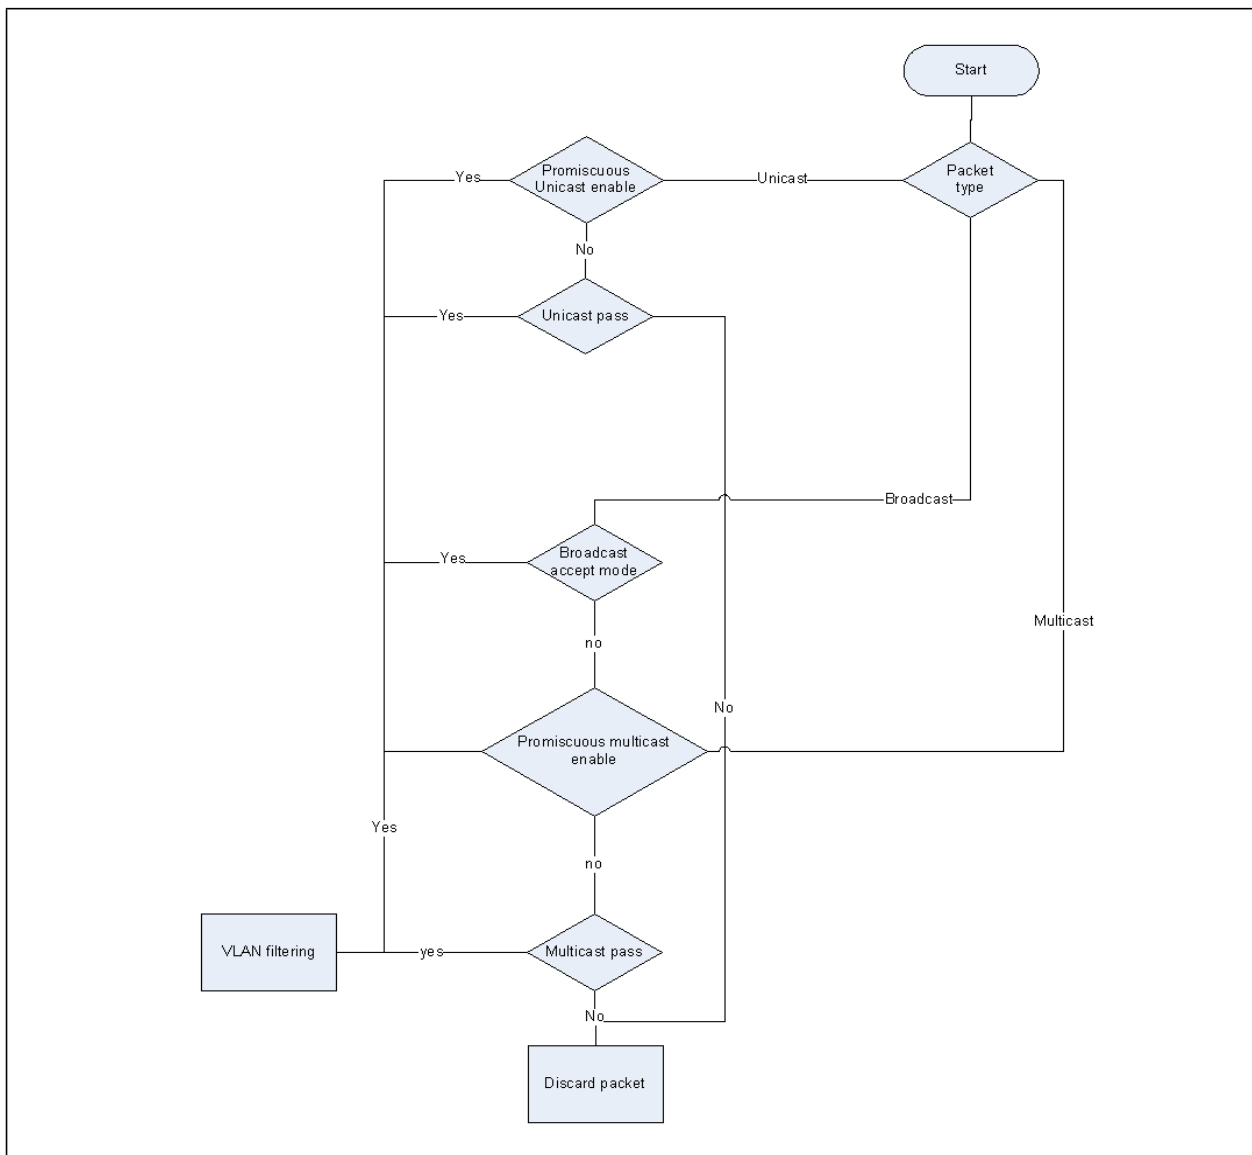 Start
Packet
type
Unicast
Promiscuous
Unicast enable
Yes
No
Unicast pass
Yes
Broadcast
Broadcast
accept mode
Yes
no
Multicast
No
Promiscuous multicast
enable
Yes
no
Multicast pass
yes
VLAN filtering
No
Discard packet